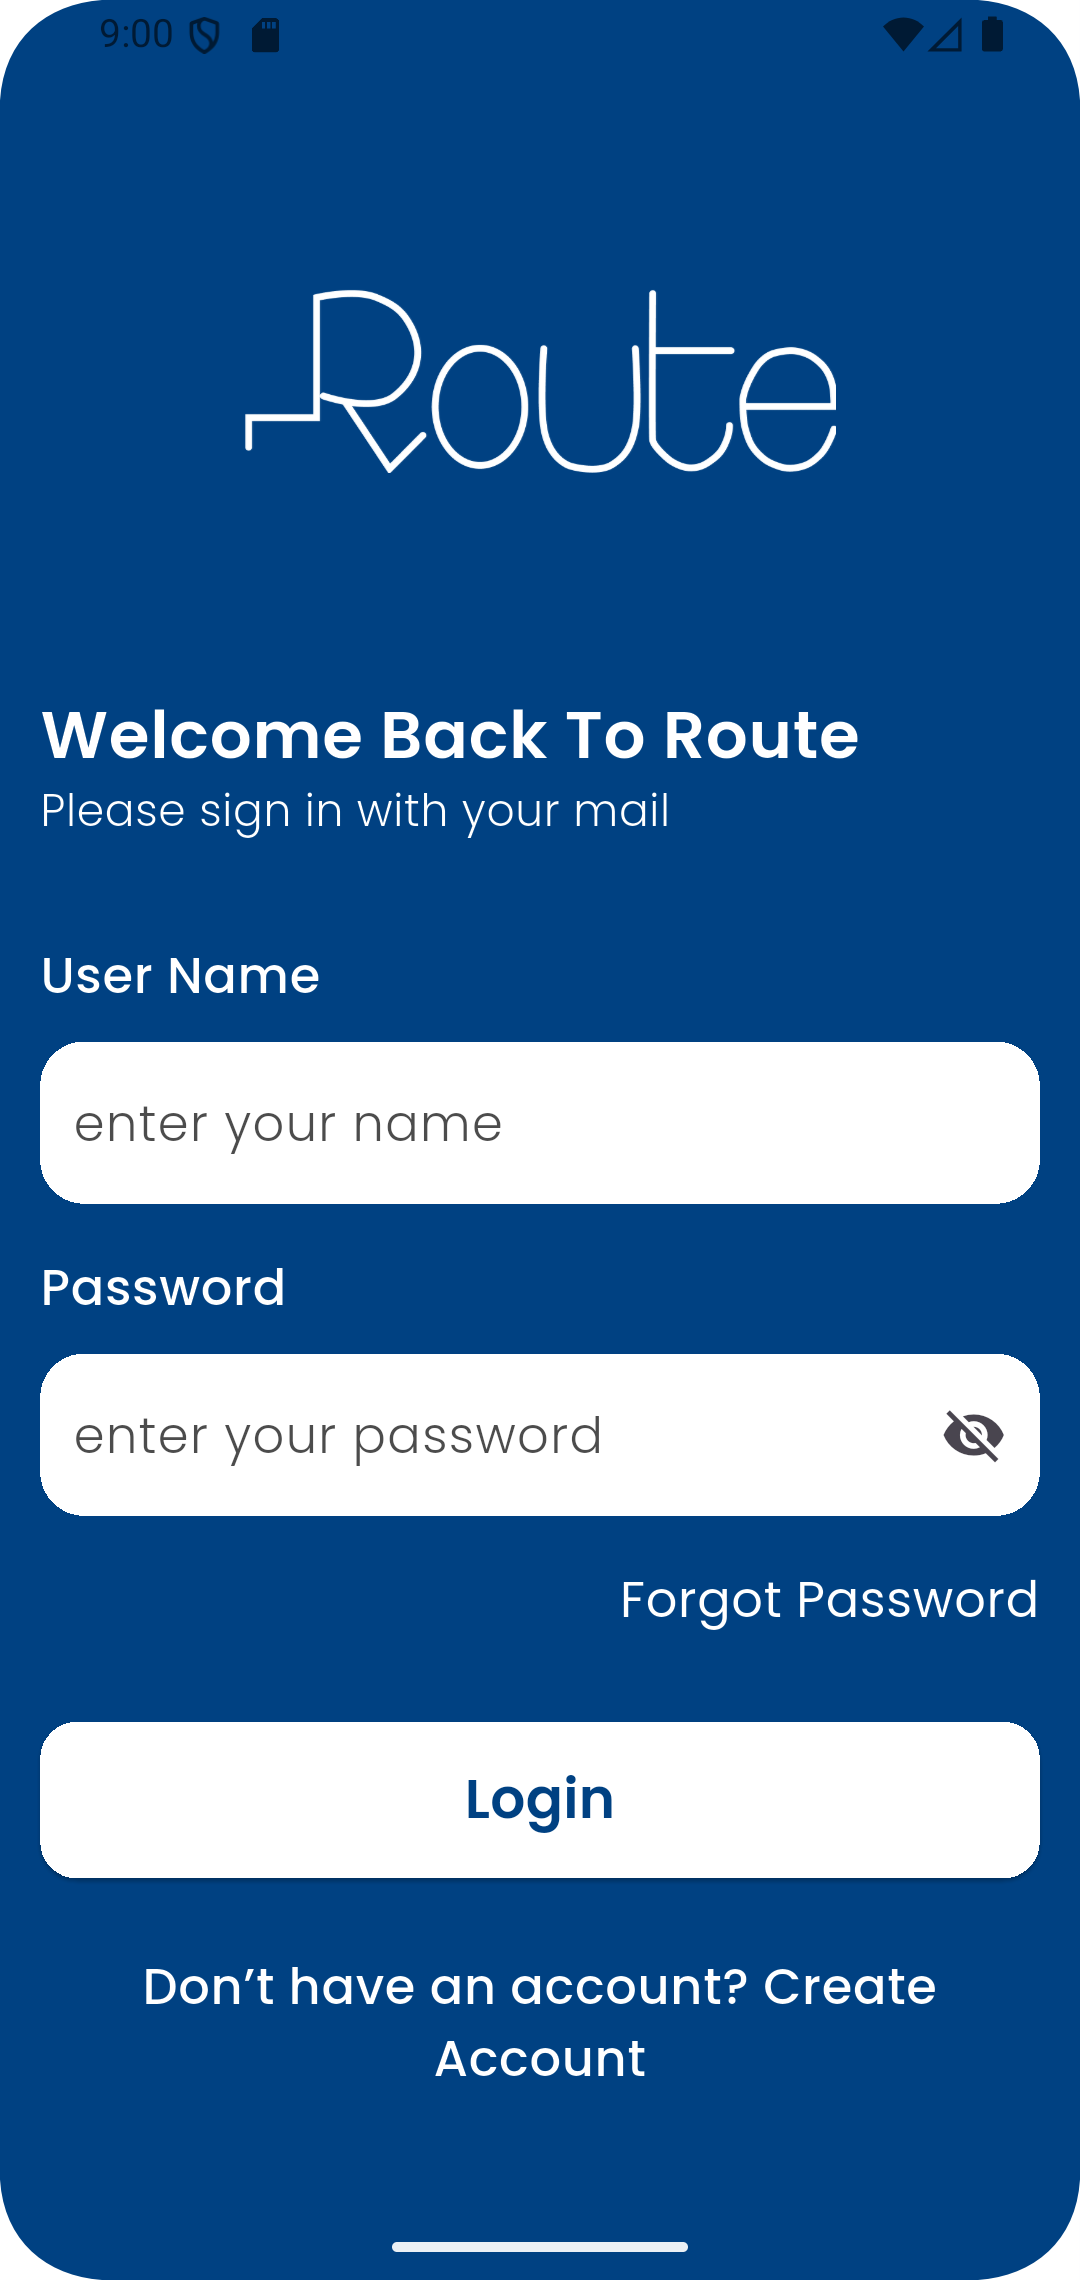 9:00
Route
Welcome Back To Route
Please sign in with your mail
User Name
enter your name
Password
enter your password
Forgot Password
Login
Don’t have an account? Create
Account